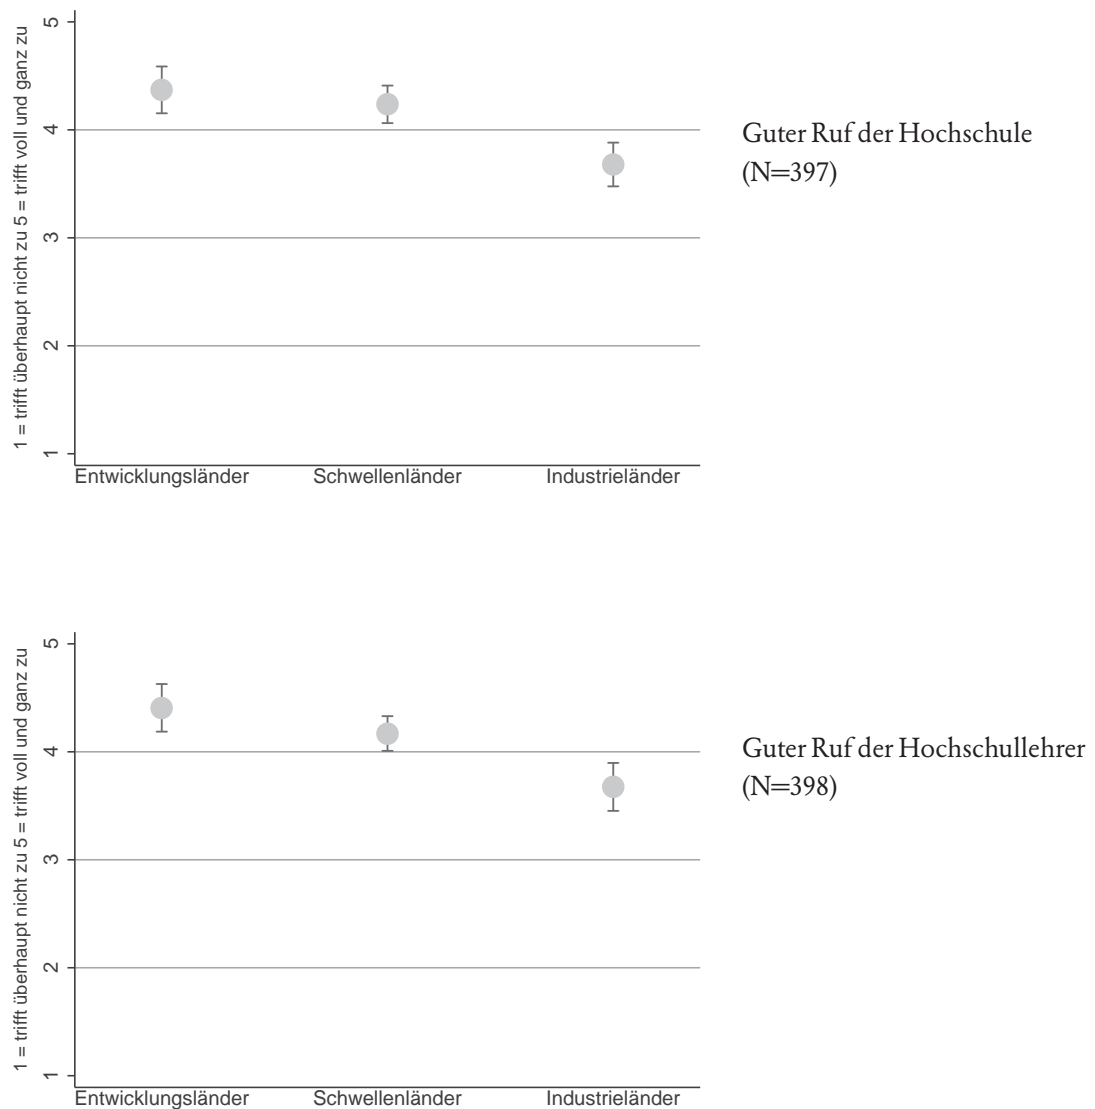 1 = trifft überhaupt nicht zu 5 = trifft voll und ganz zu
5
4
3
2
1
Entwicklungsländer Schwellenländer Industrieländer
Guter Ruf der Hochschule
(N=397)
1 = trifft überhaupt nicht zu 5 = trifft voll und ganz zu
5
4
3
2
1
Entwicklungsländer Schwellenländer Industrieländer
Guter Ruf der Hochschullehrer
(N=398)